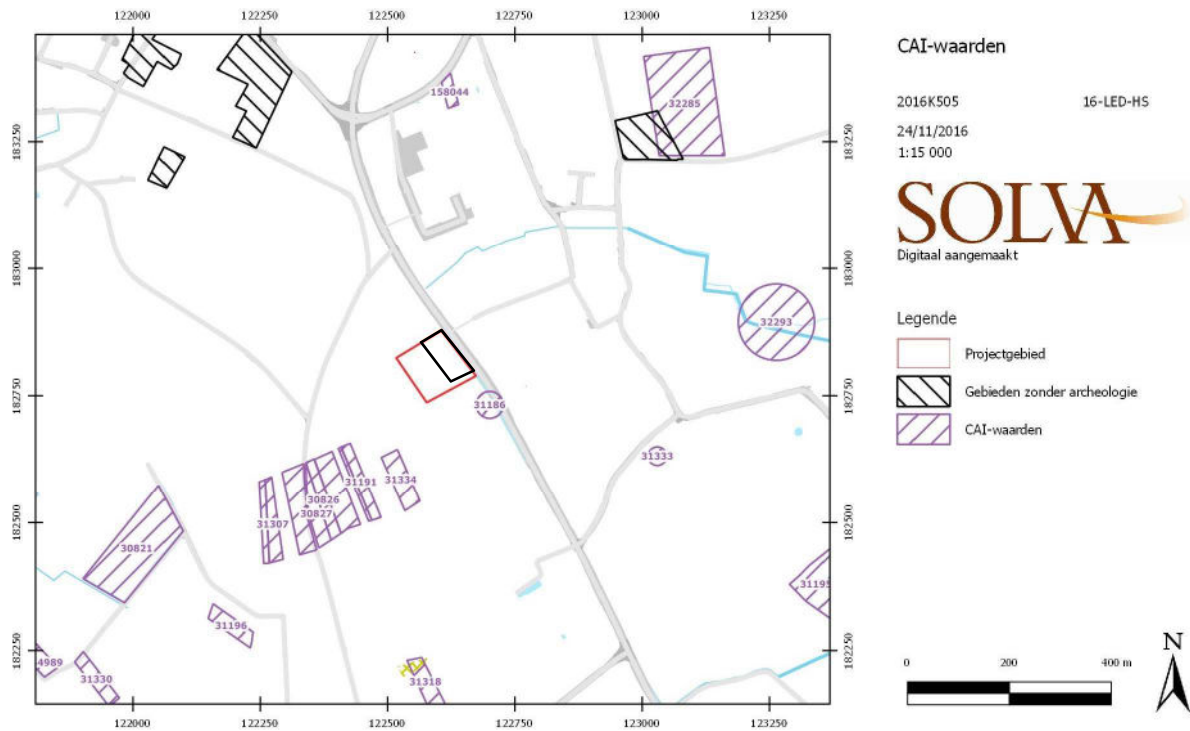 122000 122250 122500 122750 123000 123250
183250 183000 182750 182500 182250
158044
32285
32293
31186
31333
31191
31334
30826
31307
30827
30821
31195
31196
4989
31330
31318
183250 183000 182750 182500 182250
122000 122250 122500 122750 123000 123250
CAI-waarden
2016K505 16-LED-HS
24/11/2016
1:15 000
SOLVA
Digitaal aangemaakt
Legende
Projectgebied
Gebieden zonder archeologie
CAI-waarden
N
0 200 400 m